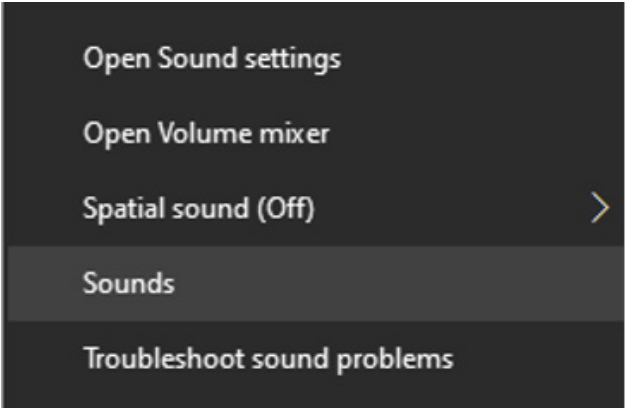 Open Sound settings
Open Volume mixer
Spatial sound (Off)
Sounds
Troubleshoot sound problems